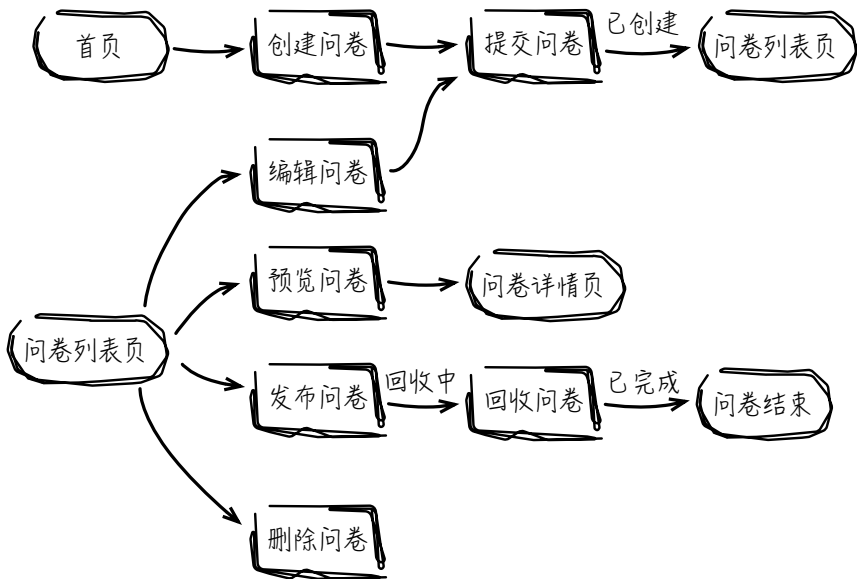 首页
创建问卷
提交问卷
已创建
问卷列表页
编辑问卷
预览问卷
问卷详情页
问卷列表页
发布问卷
回收中
回收问卷
已完成
问卷结束
删除问卷